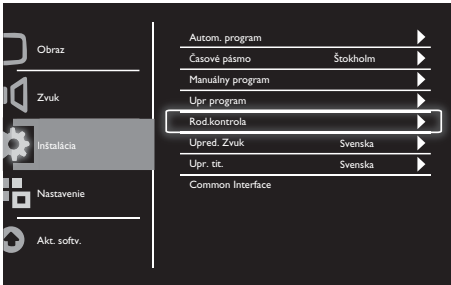 Obraz
Zvuk
Inštalácia
Nastavenie
Akt. softv.
Autom. program
Časové pásmo Štokholm
Manuálny program
Upr program
Rod.kontrola
Upred. Zvuk Svenska
Upr. tit. Svenska
Common Interface